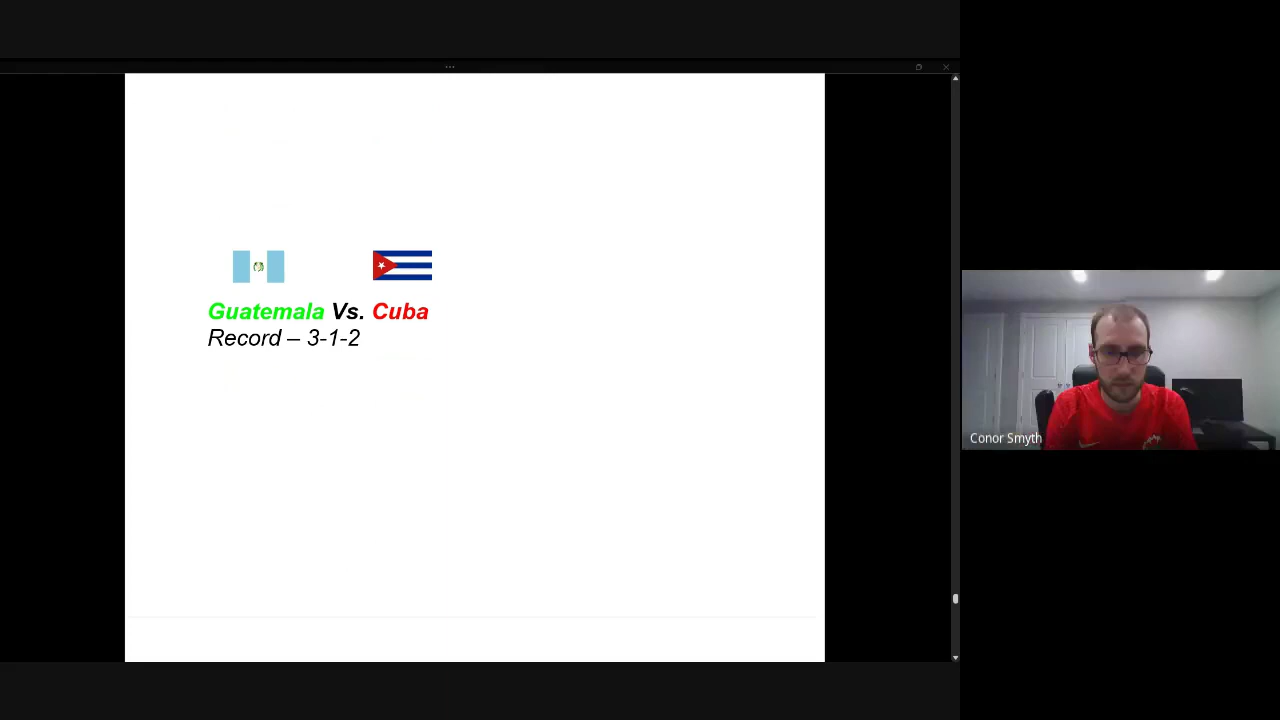 Guatemala Vs. Cuba
Record – 3-1-2
Conor Smyth